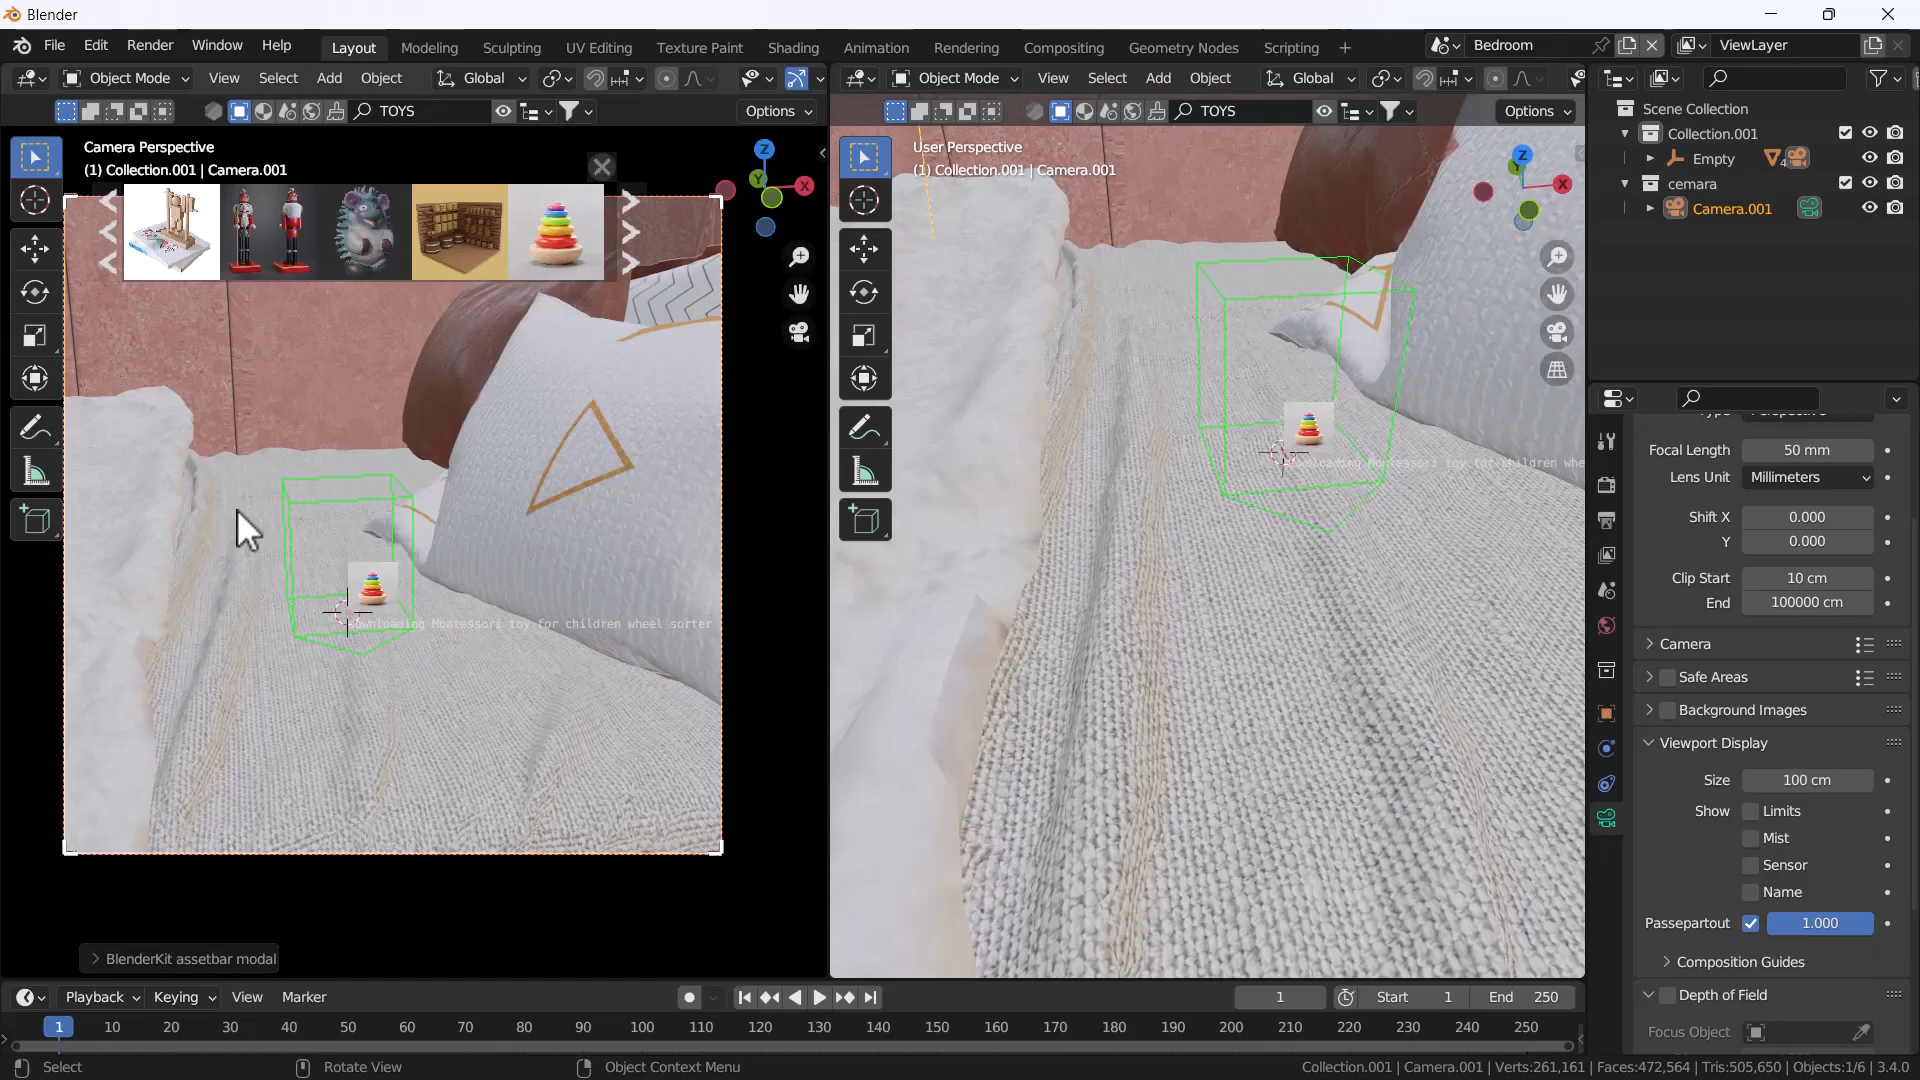 Blender
File Edit Render Window Help Layout Modeling Sculpting UV Editing Texture Paint Shading Animation Rendering Compositing Geometry Nodes Scripting Bedroom ViewLayer
Object Mode View Select Add Object Global
Object Mode View Select Add Object Global
TOYS Options
TOYS Options
Camera Perspective
(1) Collection.001 | Camera.001
Z
Y
X
Downloading Montessori toy for children wheel sorter
BlenderKit assetbar modal
User Perspective
(1) Collection.001 | Camera.001
Z
Y
X
Scene Collection
Collection.001
Empty 4
cemara
Camera.001
Focal Length 50 mm
Lens Unit Millimeters
Shift X 0.000
Y 0.000
Clip Start 10 cm
End 100000 cm
Camera
Safe Areas
Background Images
Viewport Display
Size 100 cm
Show Limits
Mist
Sensor
Name
Passepartout 1.000
Composition Guides
Depth of Field
Focus Object
Playback Keying View Marker 1 Start 1 End 250
1 10 20 30 40 50 60 70 80 90 100 110 120 130 140 150 160 170 180 190 200 210 220 230 240 250
Select Rotate View Object Context Menu Collection.001 | Camera.001 | Verts:261,161 | Faces:472,564 | Tris:505,650 | Objects:1/6 | 3.4.0